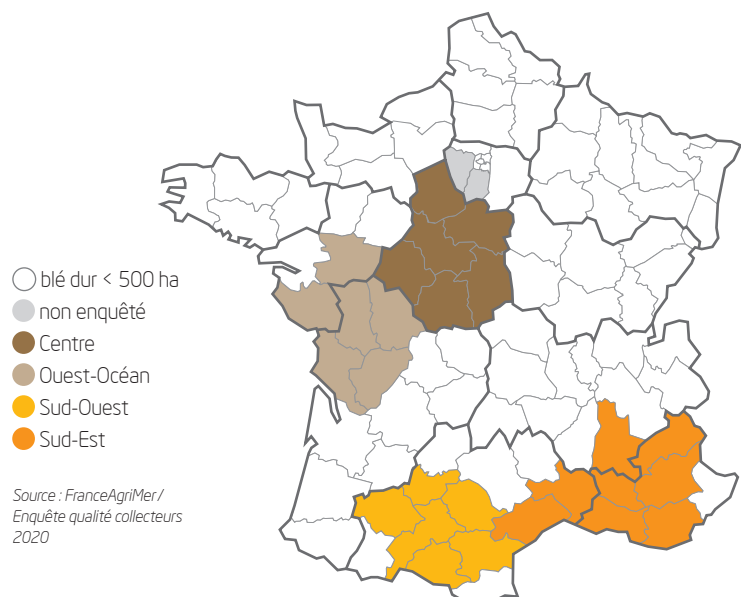 blé dur < 500 ha
non enquêté
Centre
Ouest-Océan
Sud-Ouest
Sud-Est
Source : FranceAgriMer/
Enquête qualité collecteurs
2020